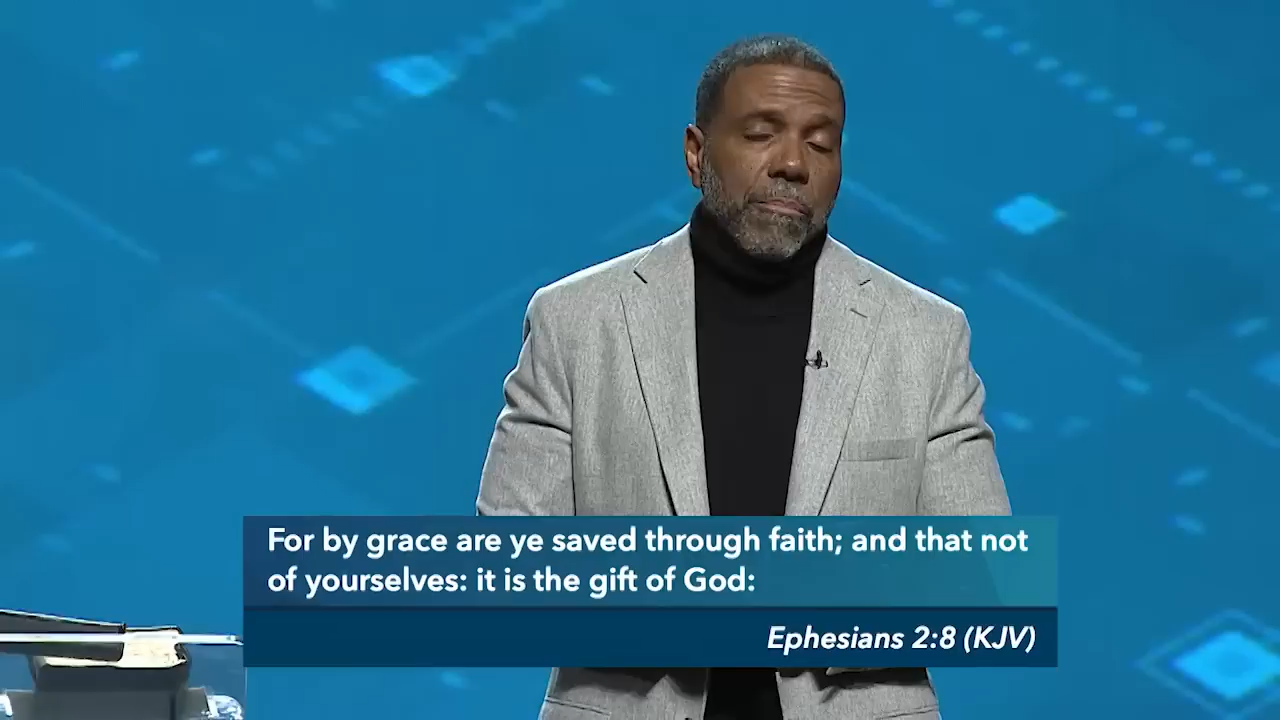 For by grace are ye saved through faith; and that not
of yourselves: it is the gift of God:
Ephesians 2:8 (KJV)